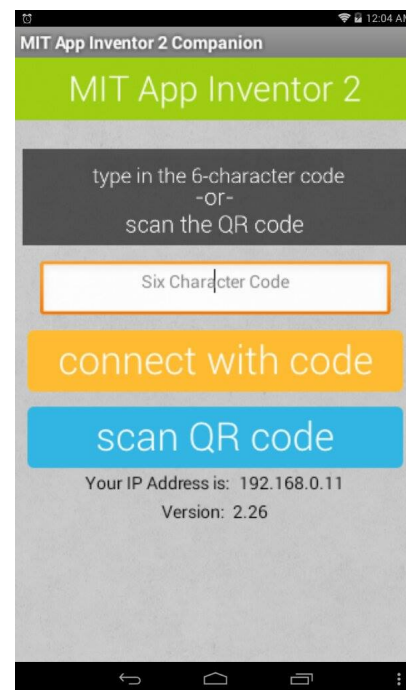 12:04 AM
MIT App Inventor 2 Companion
MIT App Inventor 2
type in the 6-character code
-or-
scan the QR code
Six Character Code
connect with code
scan QR code
Your IP Address is: 192.168.0.11
Version: 2.26